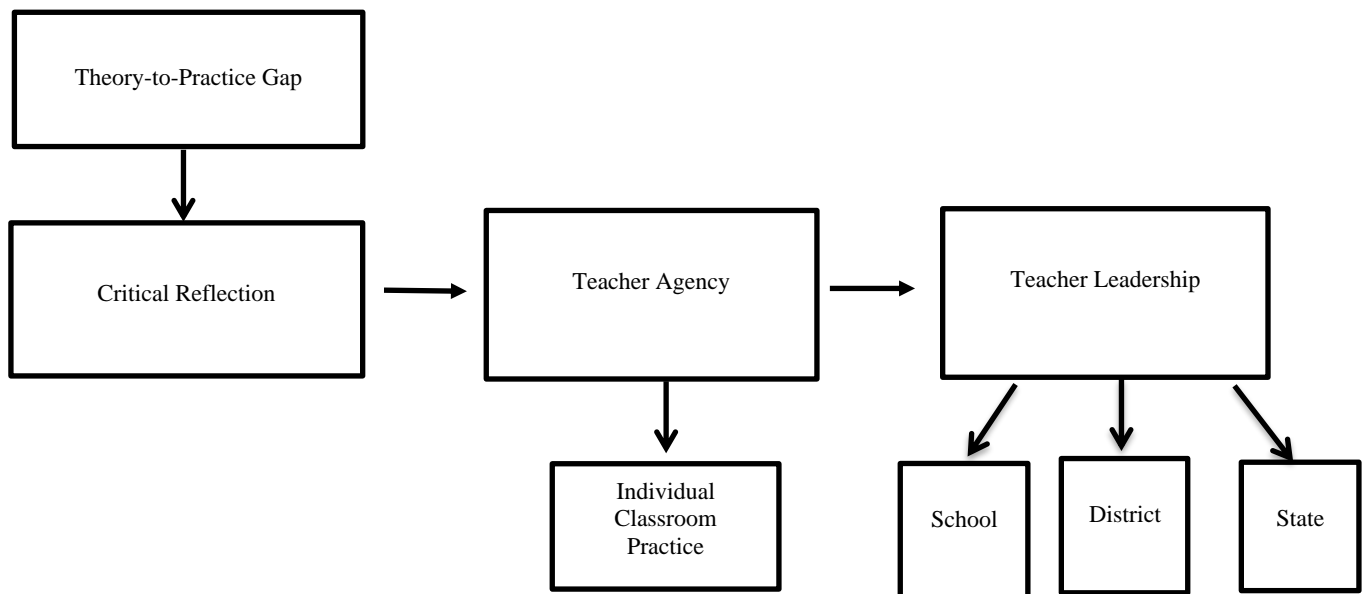 Theory-to-Practice Gap
Critical Reflection
Teacher Agency
Teacher Leadership
Individual
Classroom
Practice
School
District
State